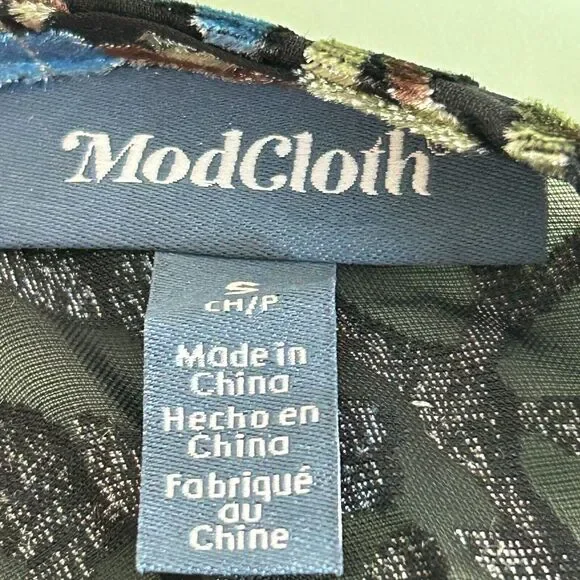 ModCloth
S
CH/P
Made in
China
Hecho en
China
Fabriqué
au
Chine